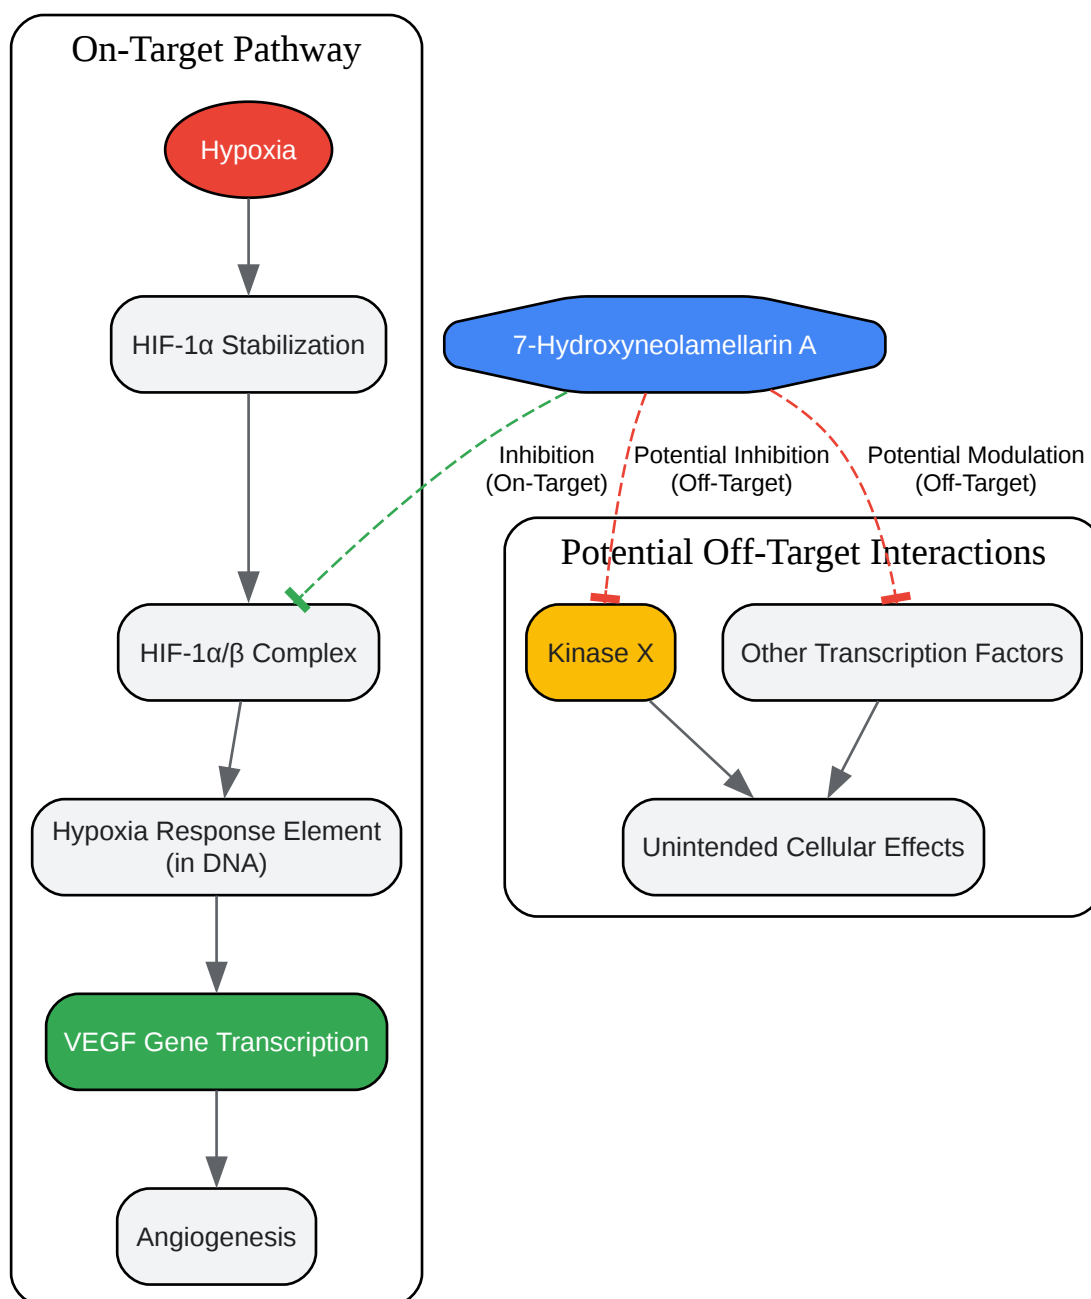 On-Target Pathway
Hypoxia
HIF-1α Stabilization
7-Hydroxyneolamellarin A
Inhibition
(On-Target)
Potential Inhibition
(Off-Target)
Potential Modulation
(Off-Target)
Potential Off-Target Interactions
HIF-1α/β Complex
Kinase X
Other Transcription Factors
Hypoxia Response Element
(in DNA)
Unintended Cellular Effects
VEGF Gene Transcription
Angiogenesis